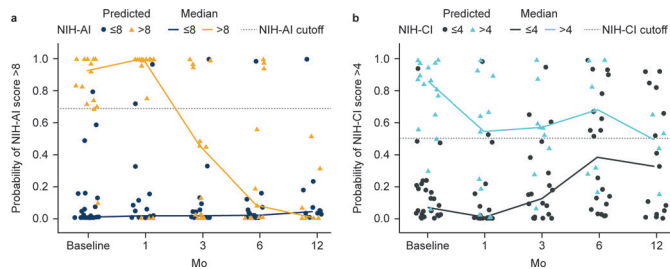 a
Predicted Median
NIH-AI ≤8 >8 ≤8 >8 NIH-AI cutoff
Probability of NIH-AI score >8
1.0
0.8
0.6
0.4
0.2
0.0
Baseline 1 3 6 12
Mo
b
Predicted Median
NIH-CI ≤4 >4 ≤4 >4 NIH-CI cutoff
Probability of NIH-CI score >4
1.0
0.8
0.6
0.4
0.2
0.0
Baseline 1 3 6 12
Mo